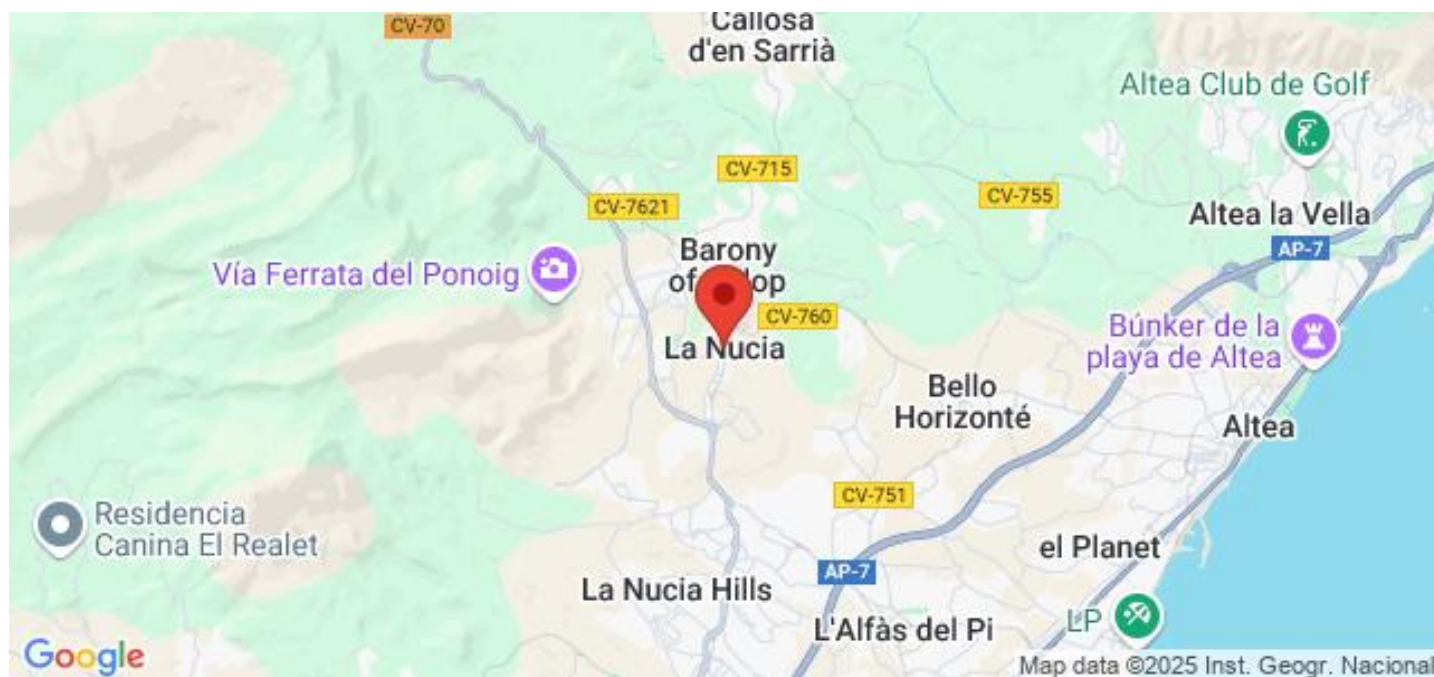 CV-70
Callosa
d'en Sarrià
Altea Club de Golf
CV-715
CV-755
CV-7621
Altea la Vella
AP-7
Barony
Vía Ferrata del Ponoig
CV-760
La Nucia
Búnker de la
playa de Altea
Bello
Horizonté
Altea
CV-751
Residencia
Canina El Realet
el Planet
AP-7
La Nucia Hills
L'Alfàs del Pi
LP
Google
Map data ©2025 Inst. Geogr. Nacional